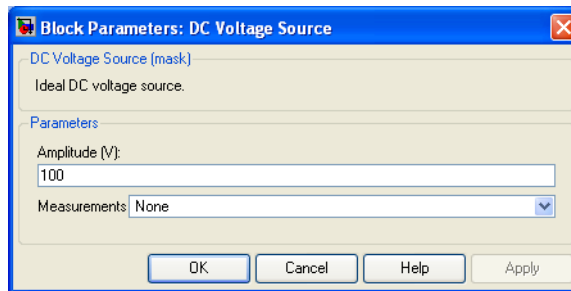 Block Parameters: DC Voltage Source
DC Voltage Source (mask)
Ideal DC voltage source.
Parameters
Amplitude (V):
100
Measurements None
OK Cancel Help Apply